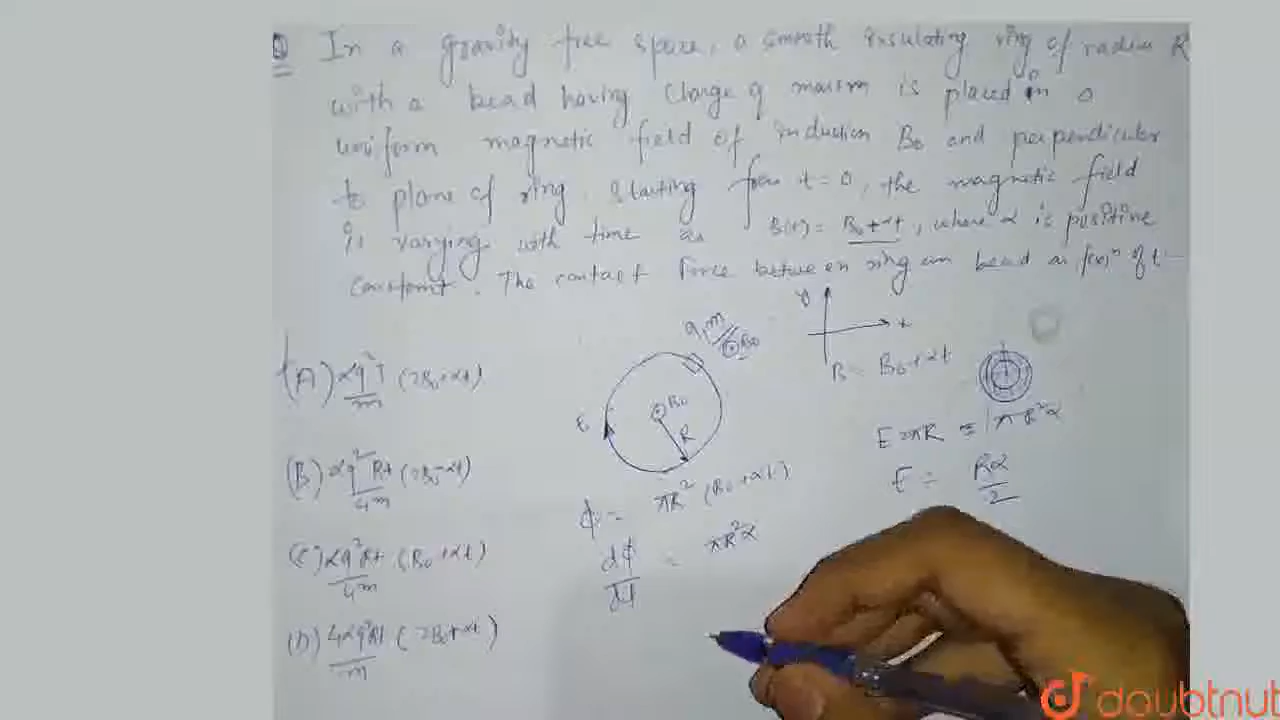 Q In a gravity free space, a smooth insulating ring of radius R
with a bead having charge q mass m is placed in a
uniform magnetic field of induction B₀ and perpendicular
to plane of ring. Starting from t = 0, the magnetic field
is varying with time as B(t) = B₀ + αt, where α is positive
constant. The contact force between ring an bead as fxⁿ of t
y
x
q, m
B₀
B = B₀ + αt
(A) (2B₀ + αt)
m
B₀
E
R
E 2πR = πR²α
(B) αq²Rt (2B₀ - αt)
4m
E = Rα
2
φ = πR² (B₀ + αt)
dφ = πR²α
dt
(C) αq²Rt (B₀ + αt)
4m
(D) 4αq²Rt (2B₀ + αt)
m
doubtnut